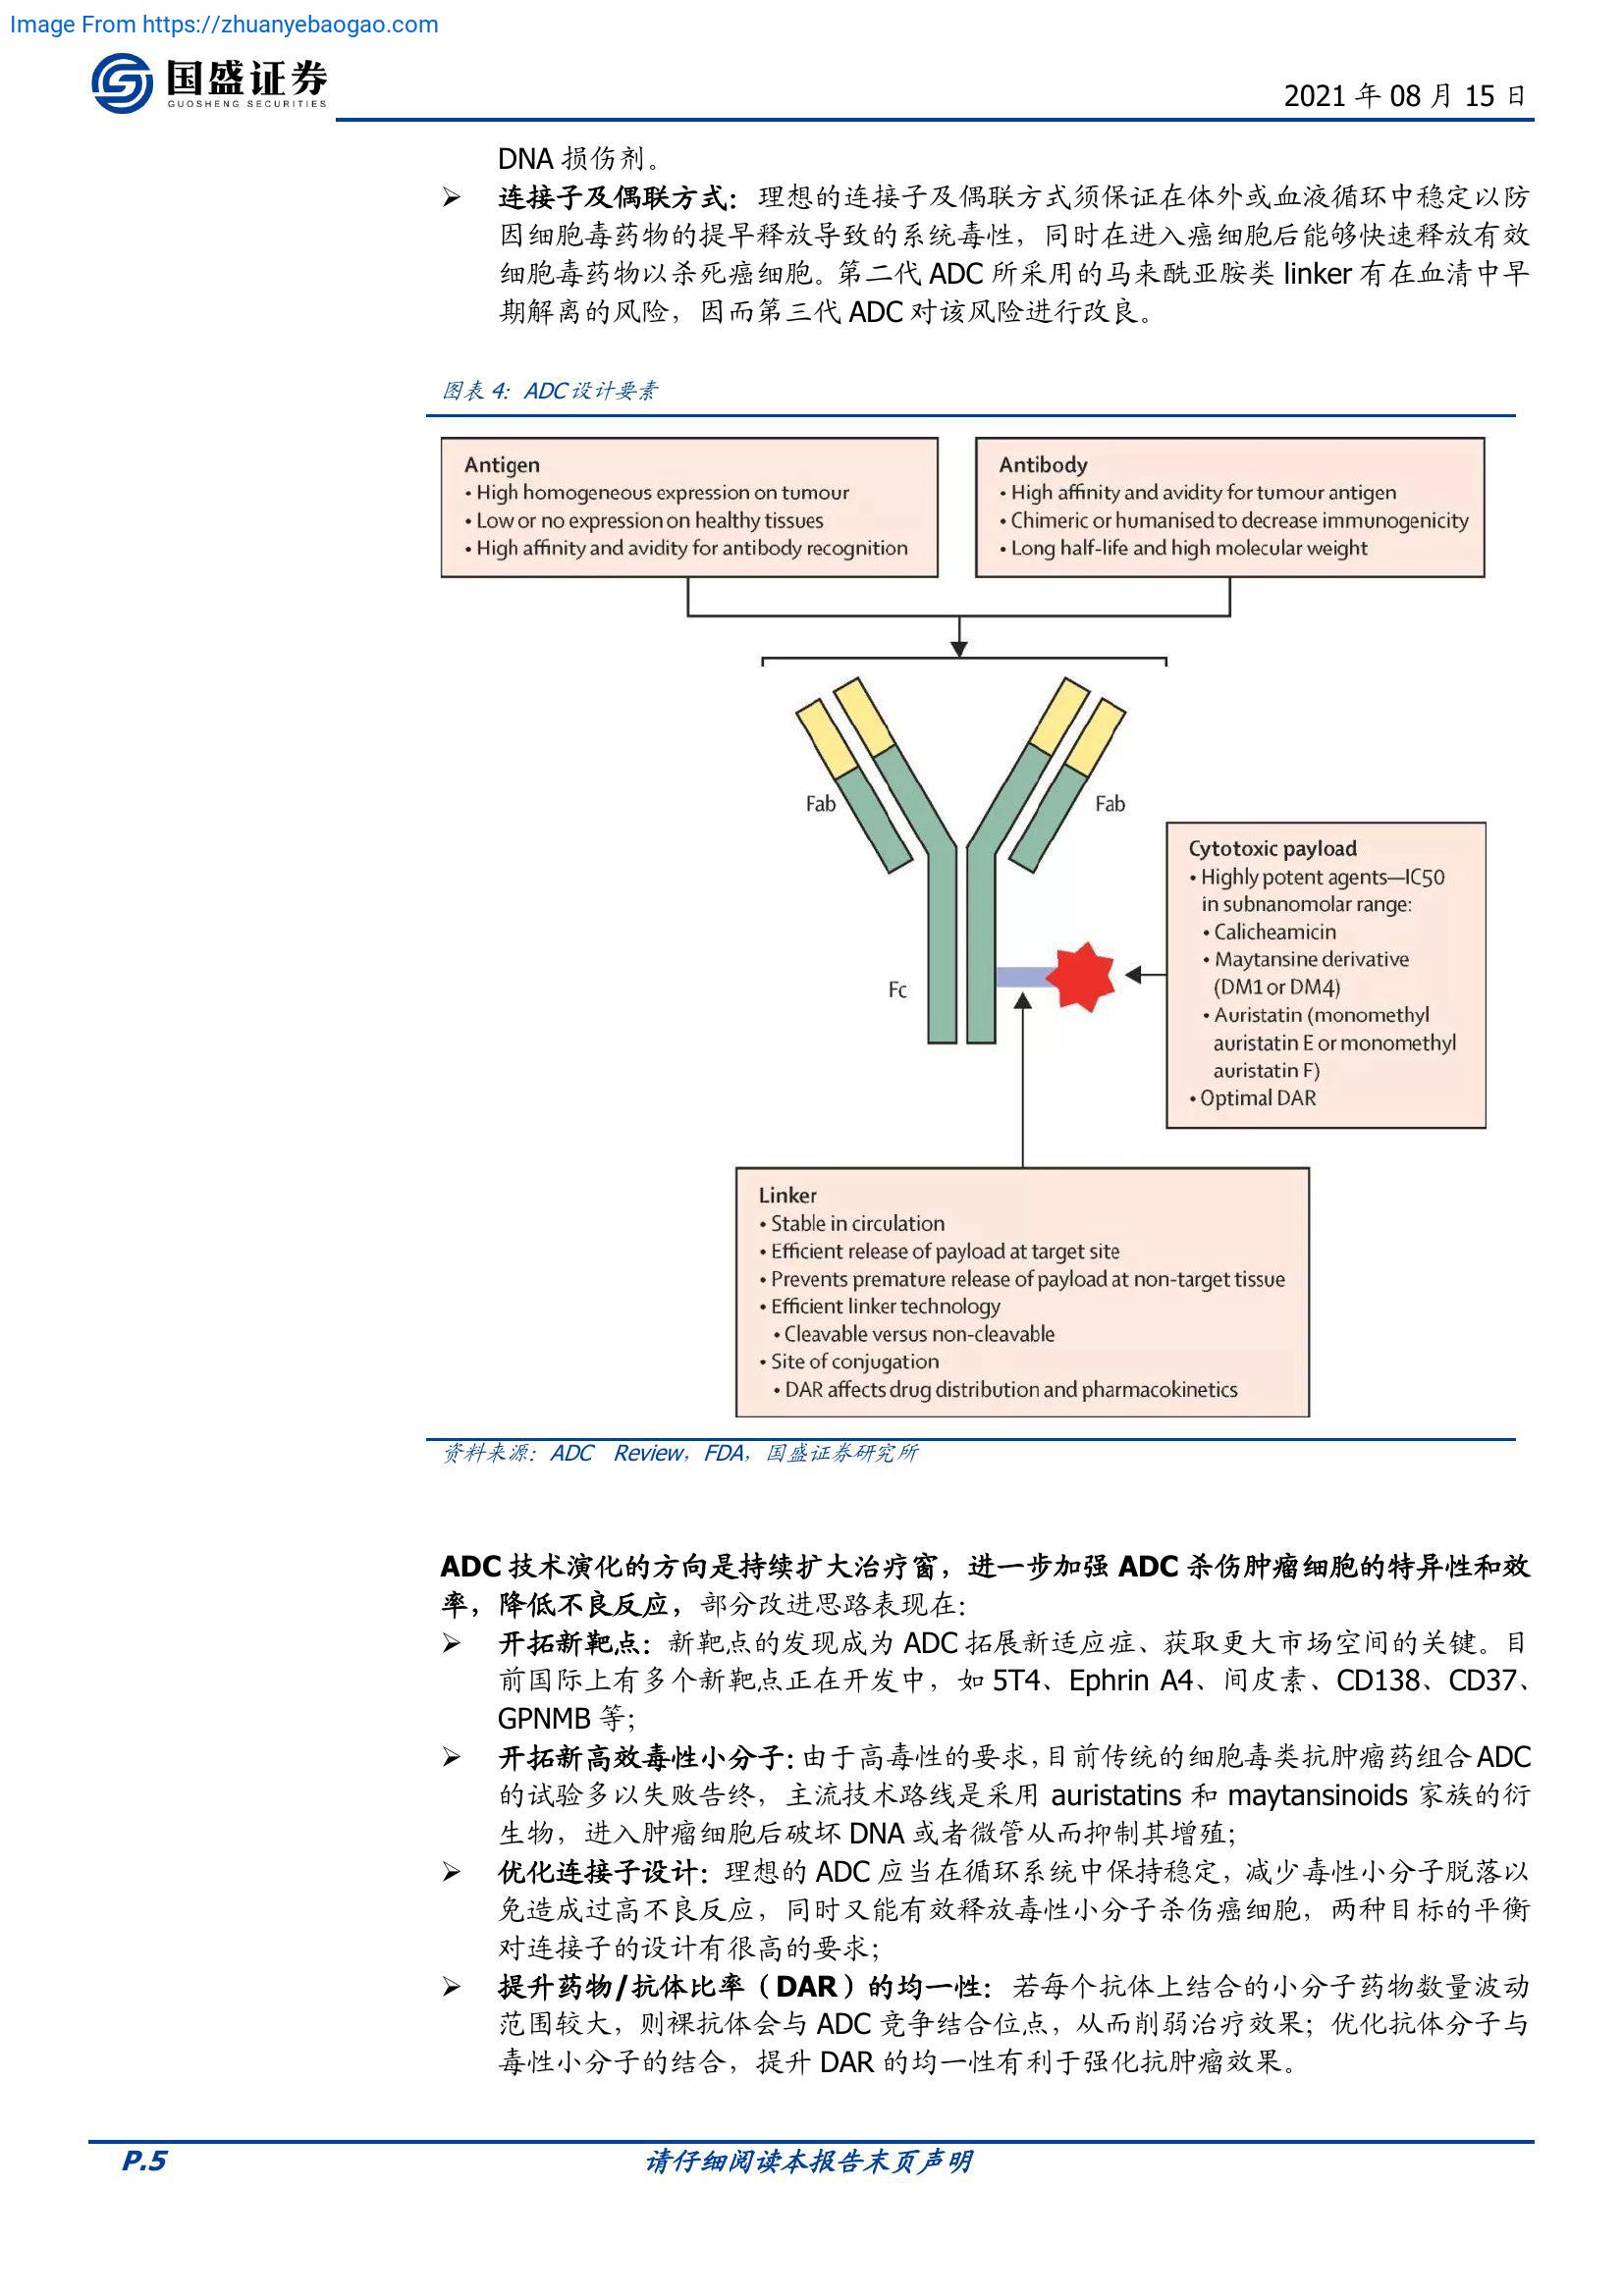 Image From https://zhuanyebaogao.com
国盛证券
GUOSHENG SECURITIES
2021 年 08 月 15 日
DNA 损伤剂。
➢ 连接子及偶联方式：理想的连接子及偶联方式须保证在体外或血液循环中稳定以防
因细胞毒药物的提早释放导致的系统毒性，同时在进入癌细胞后能够快速释放有效
细胞毒药物以杀死癌细胞。第二代 ADC 所采用的马来酰亚胺类 linker 有在血清中早
期解离的风险，因而第三代 ADC 对该风险进行改良。
图表 4：ADC 设计要素
Antigen
• High homogeneous expression on tumour
• Low or no expression on healthy tissues
• High affinity and avidity for antibody recognition
Antibody
• High affinity and avidity for tumour antigen
• Chimeric or humanised to decrease immunogenicity
• Long half-life and high molecular weight
Fab
Fab
Fc
Cytotoxic payload
• Highly potent agents—IC50
in subnanomolar range:
• Calicheamicin
• Maytansine derivative
(DM1 or DM4)
• Auristatin (monomethyl
auristatin E or monomethyl
auristatin F)
• Optimal DAR
Linker
• Stable in circulation
• Efficient release of payload at target site
• Prevents premature release of payload at non-target tissue
• Efficient linker technology
• Cleavable versus non-cleavable
• Site of conjugation
• DAR affects drug distribution and pharmacokinetics
资料来源：ADC Review，FDA，国盛证券研究所
ADC 技术演化的方向是持续扩大治疗窗，进一步加强 ADC 杀伤肿瘤细胞的特异性和效
率，降低不良反应，部分改进思路表现在：
➢ 开拓新靶点：新靶点的发现成为 ADC 拓展新适应症、获取更大市场空间的关键。目
前国际上有多个新靶点正在开发中，如 5T4、Ephrin A4、间皮素、CD138、CD37、
GPNMB 等；
➢ 开拓新高效毒性小分子：由于高毒性的要求，目前传统的细胞毒类抗肿瘤药组合 ADC
的试验多以失败告终，主流技术路线是采用 auristatins 和 maytansinoids 家族的衍
生物，进入肿瘤细胞后破坏 DNA 或者微管从而抑制其增殖；
➢ 优化连接子设计：理想的 ADC 应当在循环系统中保持稳定，减少毒性小分子脱落以
免造成过高不良反应，同时又能有效释放毒性小分子杀伤癌细胞，两种目标的平衡
对连接子的设计有很高的要求；
➢ 提升药物/抗体比率（DAR）的均一性：若每个抗体上结合的小分子药物数量波动
范围较大，则裸抗体会与 ADC 竞争结合位点，从而削弱治疗效果；优化抗体分子与
毒性小分子的结合，提升 DAR 的均一性有利于强化抗肿瘤效果。
P.5
请仔细阅读本报告末页声明